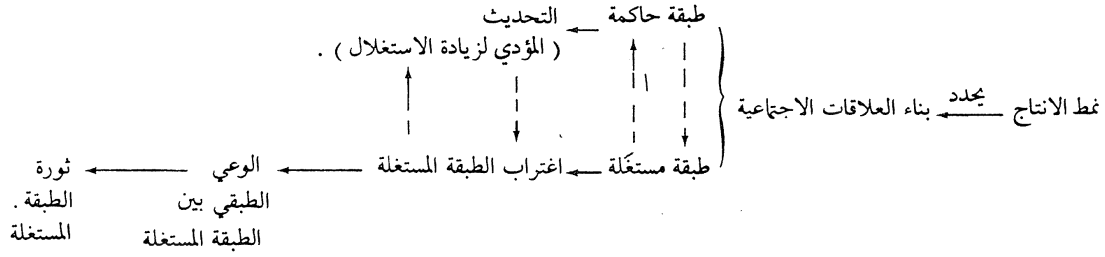 طبقة حاكمة
التحديث
( المؤدي لزيادة الاستغلال ) .
نمط الانتاج
يحدد
بناء العلاقات الاجتماعية
طبقة مستغَلة
اغتراب الطبقة المستغلة
الوعي
الطبقي بين
الطبقة المستغلة
ثورة
الطبقة .
المستغلة